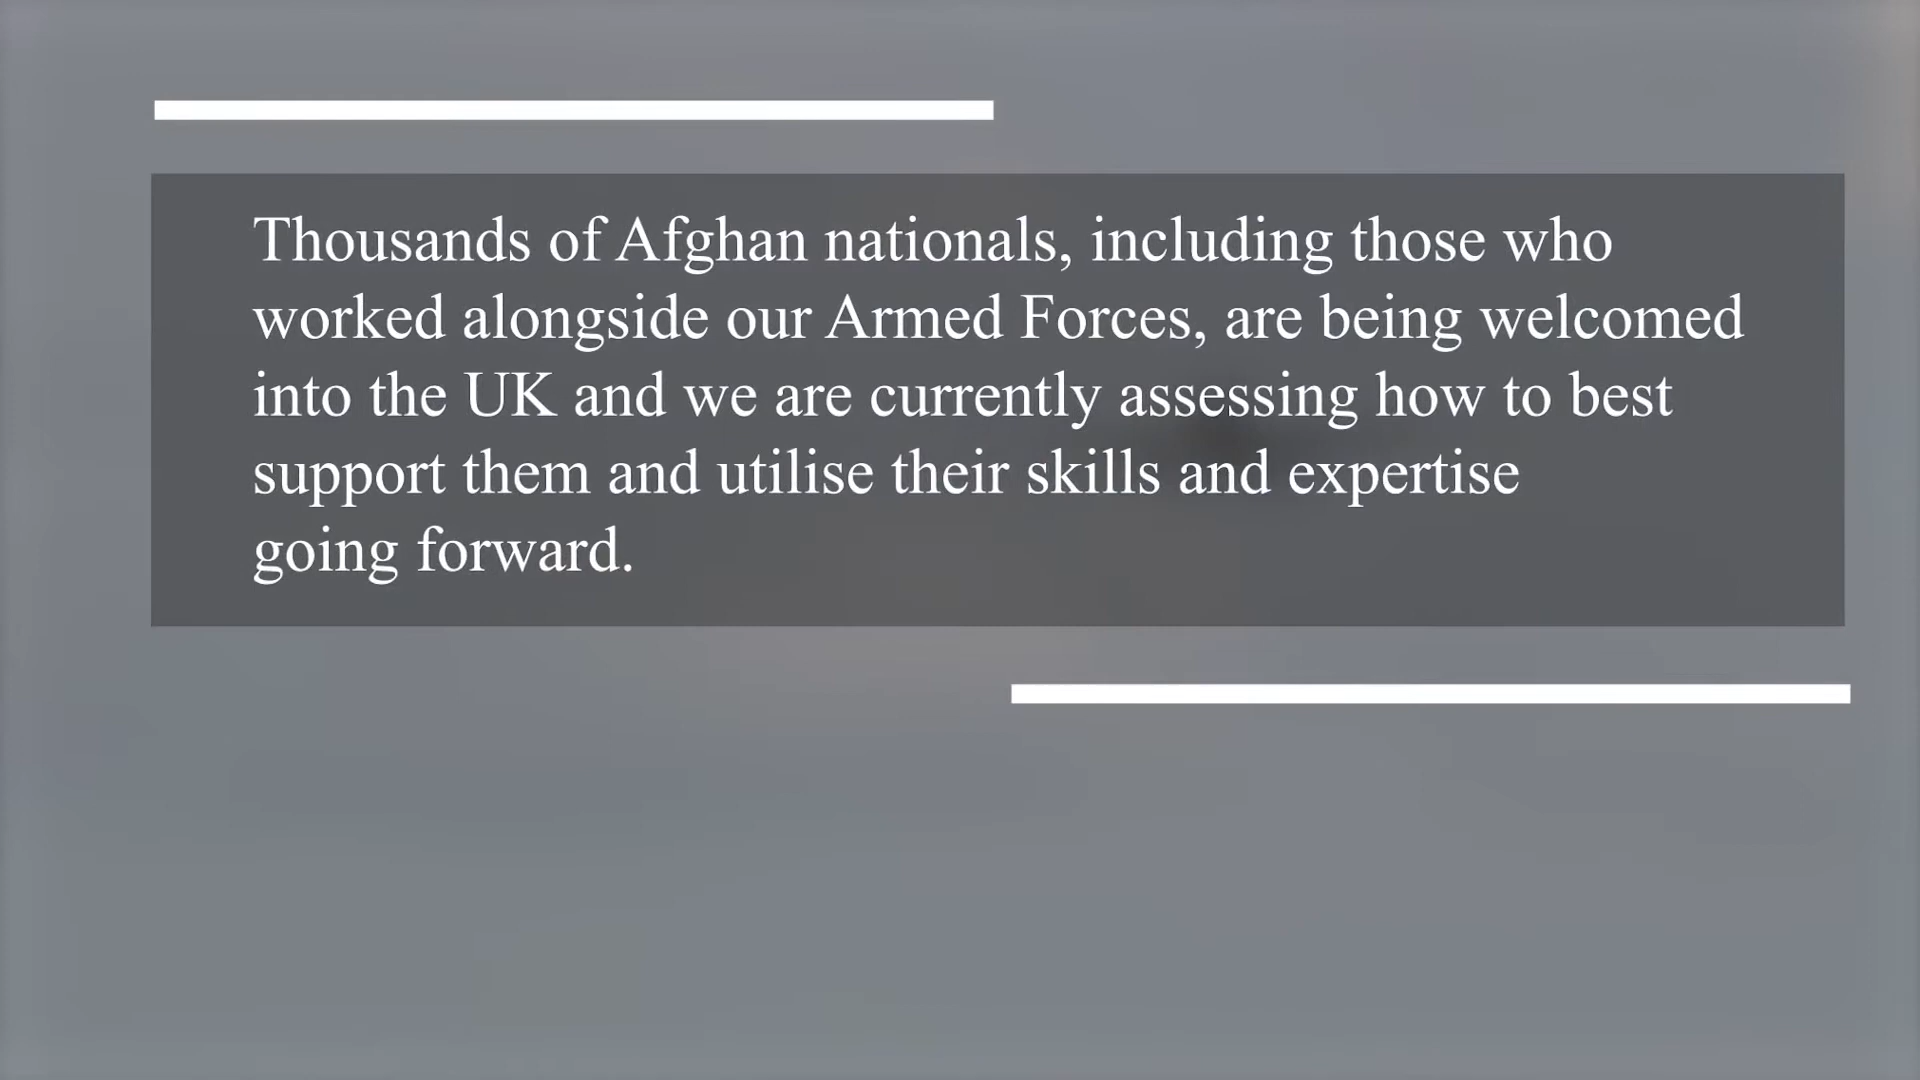 Thousands of Afghan nationals, including those who
worked alongside our Armed Forces, are being welcomed
into the UK and we are currently assessing how to best
support them and utilise their skills and expertise
going forward.